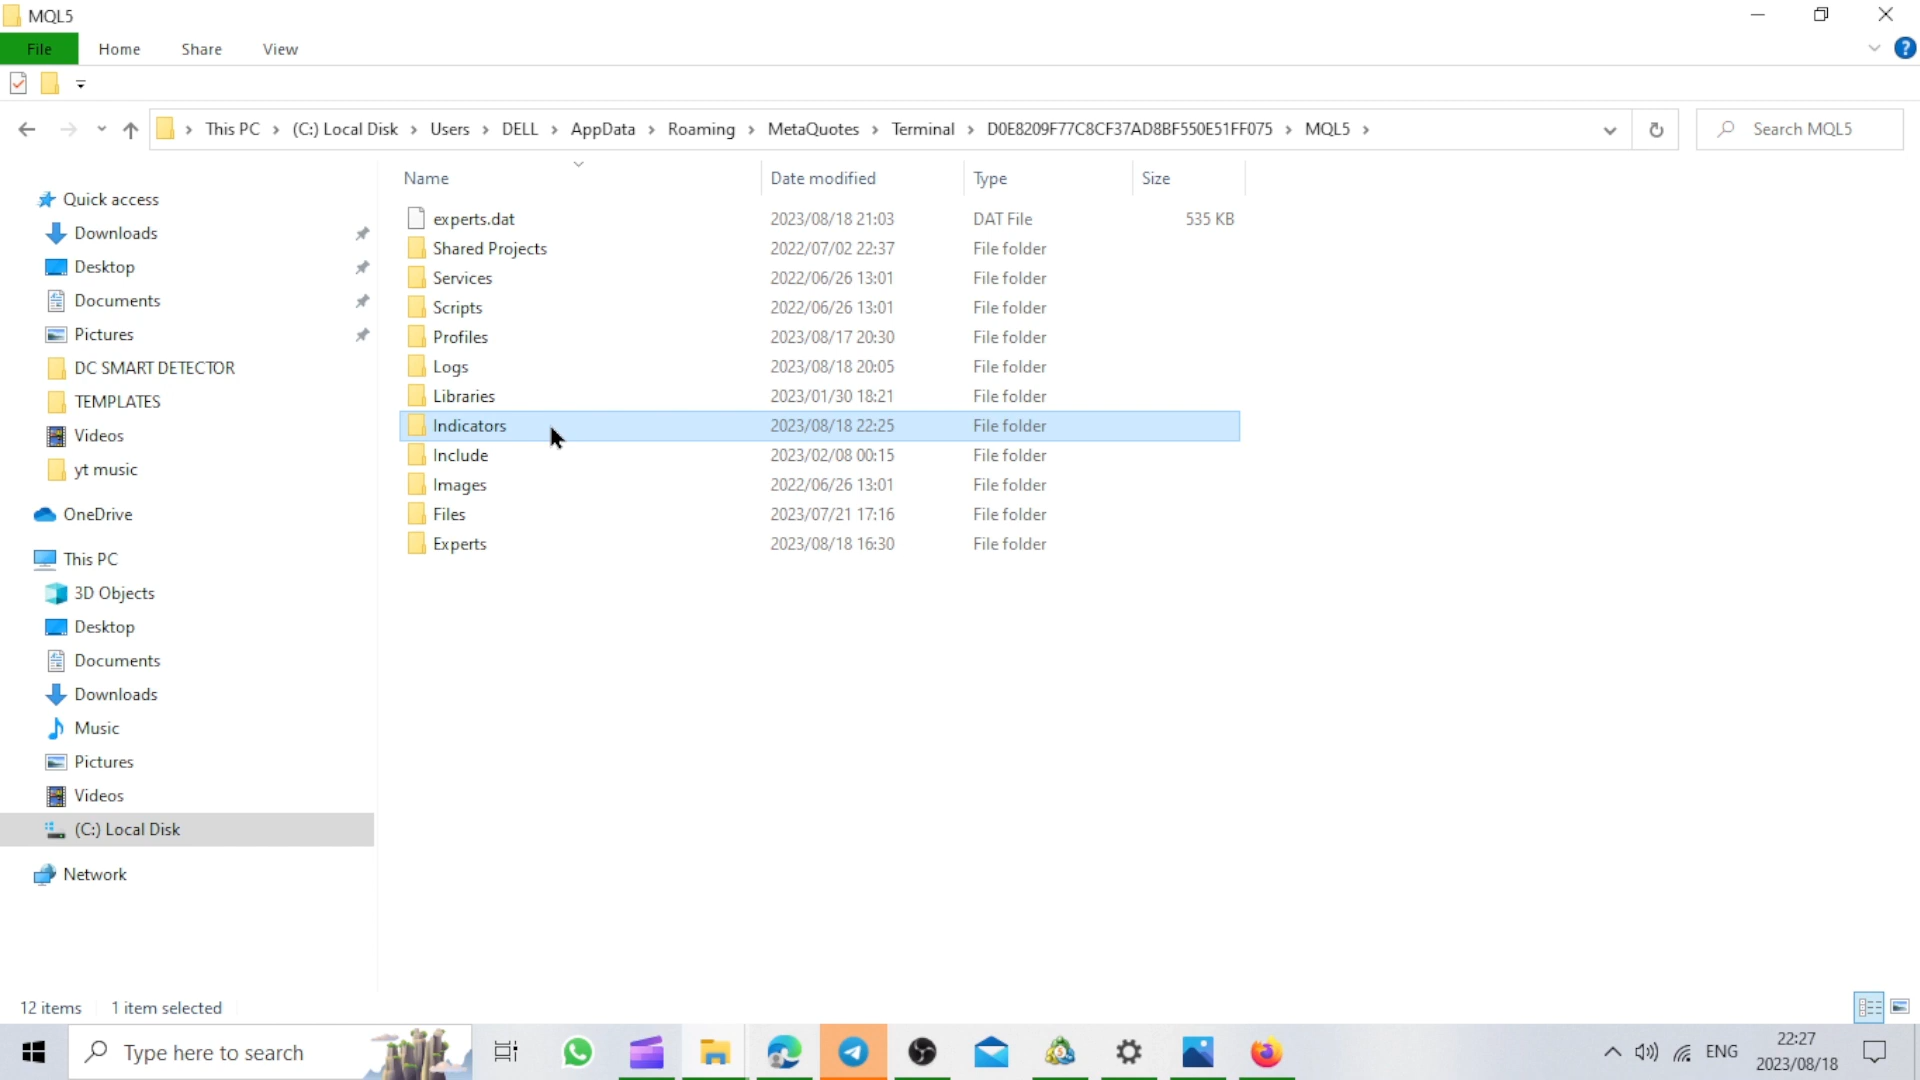 MQL5
File Home Share View
This PC (C:) Local Disk Users DELL AppData Roaming MetaQuotes Terminal D0E8209F77C8CF37AD8BF550E51FF075 MQL5
Search MQL5
Name Date modified Type Size
Quick access
Downloads
Desktop
Documents
Pictures
DC SMART DETECTOR
TEMPLATES
Videos
yt music
OneDrive
This PC
3D Objects
Desktop
Documents
Downloads
Music
Pictures
Videos
(C:) Local Disk
Network
experts.dat 2023/08/18 21:03 DAT File 535 KB
Shared Projects 2022/07/02 22:37 File folder
Services 2022/06/26 13:01 File folder
Scripts 2022/06/26 13:01 File folder
Profiles 2023/08/17 20:30 File folder
Logs 2023/08/18 20:05 File folder
Libraries 2023/01/30 18:21 File folder
Indicators 2023/08/18 22:25 File folder
Include 2023/02/08 00:15 File folder
Images 2022/06/26 13:01 File folder
Files 2023/07/21 17:16 File folder
Experts 2023/08/18 16:30 File folder
12 items 1 item selected
Type here to search
ENG
22:27
2023/08/18